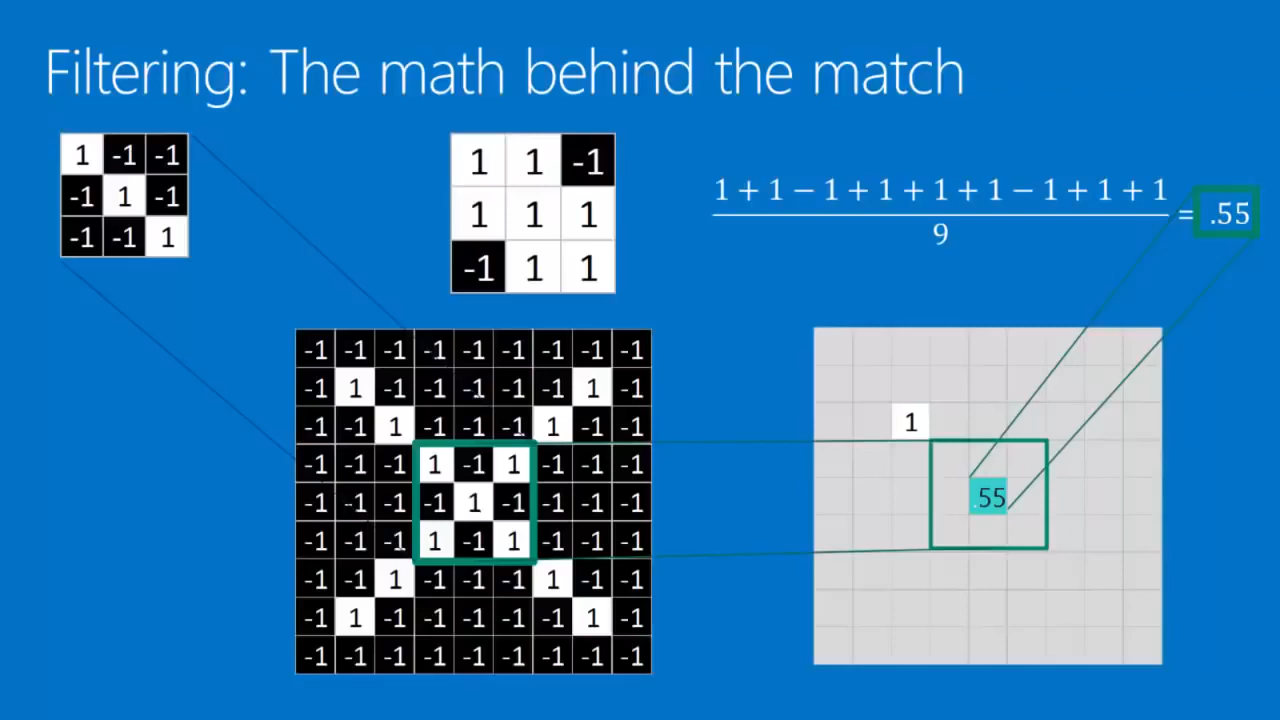 Filtering: The math behind the match
1 -1 -1
-1 1 -1
-1 -1 1
1 1 -1
1 1 1
-1 1 1
1 + 1 − 1 + 1 + 1 + 1 − 1 + 1 + 1
9
= .55
-1 -1 -1 -1 -1 -1 -1 -1 -1
-1 1 -1 -1 -1 -1 -1 1 -1
-1 -1 1 -1 -1 -1 1 -1 -1
-1 -1 -1 1 -1 1 -1 -1 -1
-1 -1 -1 -1 1 -1 -1 -1 -1
-1 -1 -1 1 -1 1 -1 -1 -1
-1 -1 1 -1 -1 -1 1 -1 -1
-1 1 -1 -1 -1 -1 -1 1 -1
-1 -1 -1 -1 -1 -1 -1 -1 -1
1
.55